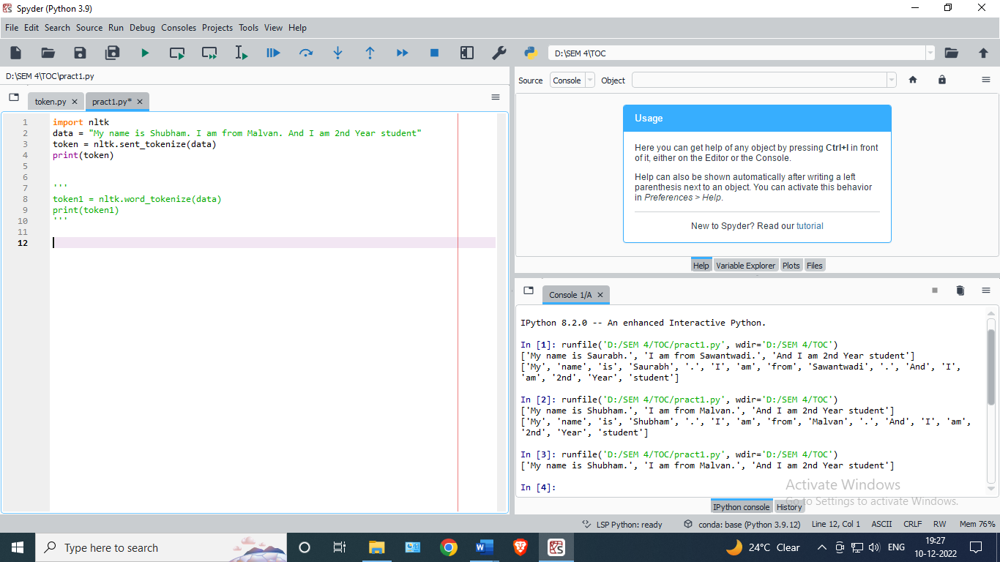 Spyder (Python 3.9)
File Edit Search Source Run Debug Consoles Projects Tools View Help
D:\SEM 4\TOC
D:\SEM 4\TOC\pract1.py
token.py
pract1.py*
1 import nltk
2 data = "My name is Shubham. I am from Malvan. And I am 2nd Year student"
3 token = nltk.sent_tokenize(data)
4 print(token)
5
6
7 '''
8 token1 = nltk.word_tokenize(data)
9 print(token1)
10 '''
11
12
Source Console Object
Usage
Here you can get help of any object by pressing Ctrl+I in front
of it, either on the Editor or the Console.
Help can also be shown automatically after writing a left
parenthesis next to an object. You can activate this behavior
in Preferences > Help.
New to Spyder? Read our tutorial
Help Variable Explorer Plots Files
Console 1/A
IPython 8.2.0 -- An enhanced Interactive Python.
In [1]: runfile('D:/SEM 4/TOC/pract1.py', wdir='D:/SEM 4/TOC')
['My name is Saurabh.', 'I am from Sawantwadi.', 'And I am 2nd Year student']
['My', 'name', 'is', 'Saurabh', '.', 'I', 'am', 'from', 'Sawantwadi', '.', 'And', 'I',
'am', '2nd', 'Year', 'student']
In [2]: runfile('D:/SEM 4/TOC/pract1.py', wdir='D:/SEM 4/TOC')
['My name is Shubham.', 'I am from Malvan.', 'And I am 2nd Year student']
['My', 'name', 'is', 'Shubham', '.', 'I', 'am', 'from', 'Malvan', '.', 'And', 'I', 'am',
'2nd', 'Year', 'student']
In [3]: runfile('D:/SEM 4/TOC/pract1.py', wdir='D:/SEM 4/TOC')
['My name is Shubham.', 'I am from Malvan.', 'And I am 2nd Year student']
In [4]:
Activate Windows
Go to Settings to activate Windows.
IPython console History
LSP Python: ready conda: base (Python 3.9.12) Line 12, Col 1 ASCII CRLF RW Mem 76%
Type here to search
24°C Clear
ENG
19:27
10-12-2022